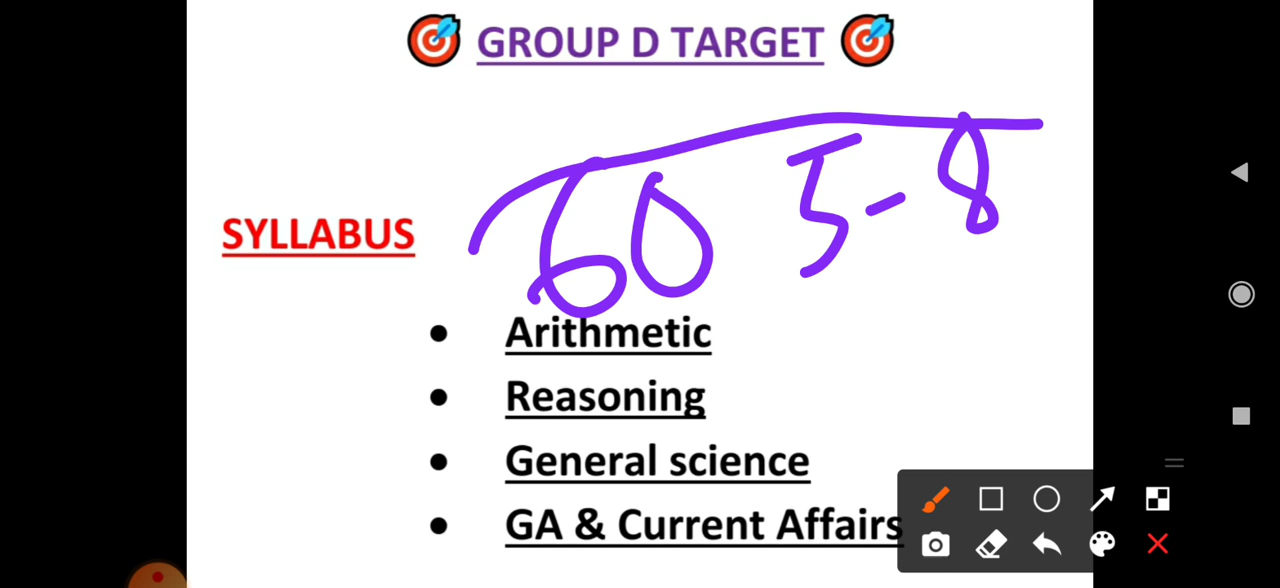 GROUP D TARGET
60 5-8
SYLLABUS
Arithmetic
Reasoning
General science
GA & Current Affairs